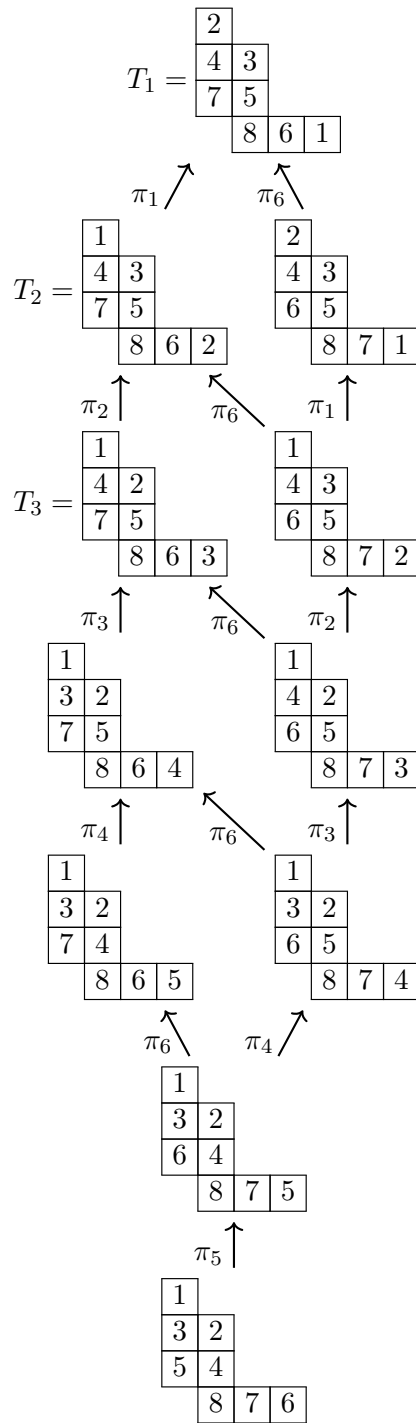 2
T₁ = 4 3
7 5
8 6 1
π₁ π₆
1 2
T₂ = 4 3 4 3
7 5 6 5
8 6 2 8 7 1
π₂ π₆ π₁
1 1
T₃ = 4 2 4 3
7 5 6 5
8 6 3 8 7 2
π₃ π₆ π₂
1 1
3 2 4 2
7 5 6 5
8 6 4 8 7 3
π₄ π₆ π₃
1 1
3 2 3 2
7 4 6 5
8 6 5 8 7 4
π₆ π₄
1
3 2
6 4
8 7 5
π₅
1
3 2
5 4
8 7 6